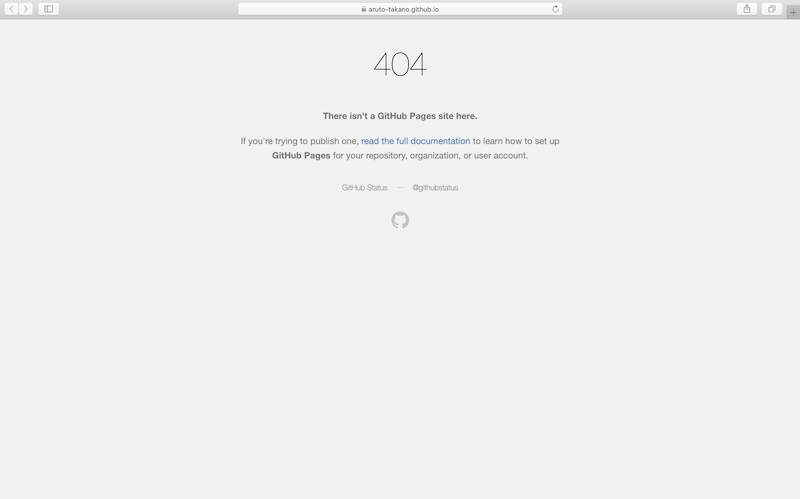 aruto-takano.github.io
404
There isn't a GitHub Pages site here.
If you're trying to publish one, read the full documentation to learn how to set up
GitHub Pages for your repository, organization, or user account.
GitHub Status — @githubstatus